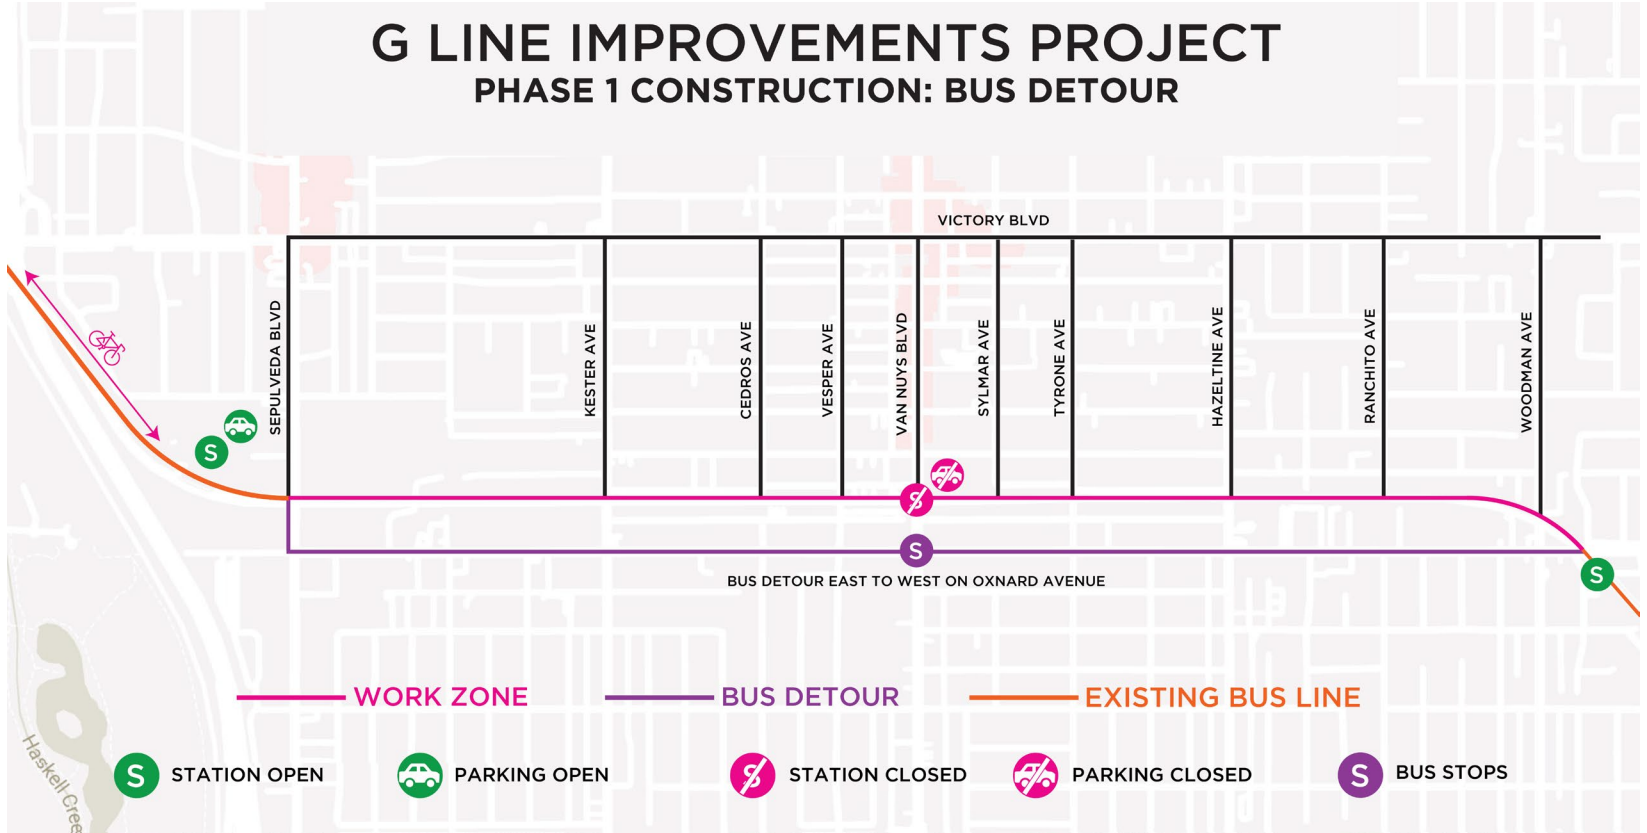 G LINE IMPROVEMENTS PROJECT
PHASE 1 CONSTRUCTION: BUS DETOUR
VICTORY BLVD
SEPULVEDA BLVD
KESTER AVE
CEDROS AVE
VESPER AVE
VAN NUYS BLVD
SYLMAR AVE
TYRONE AVE
HAZELTINE AVE
RANCHITO AVE
WOODMAN AVE
S
S
S
S
BUS DETOUR EAST TO WEST ON OXNARD AVENUE
WORK ZONE
BUS DETOUR
EXISTING BUS LINE
S STATION OPEN
PARKING OPEN
S STATION CLOSED
PARKING CLOSED
S BUS STOPS
Haskell Cree